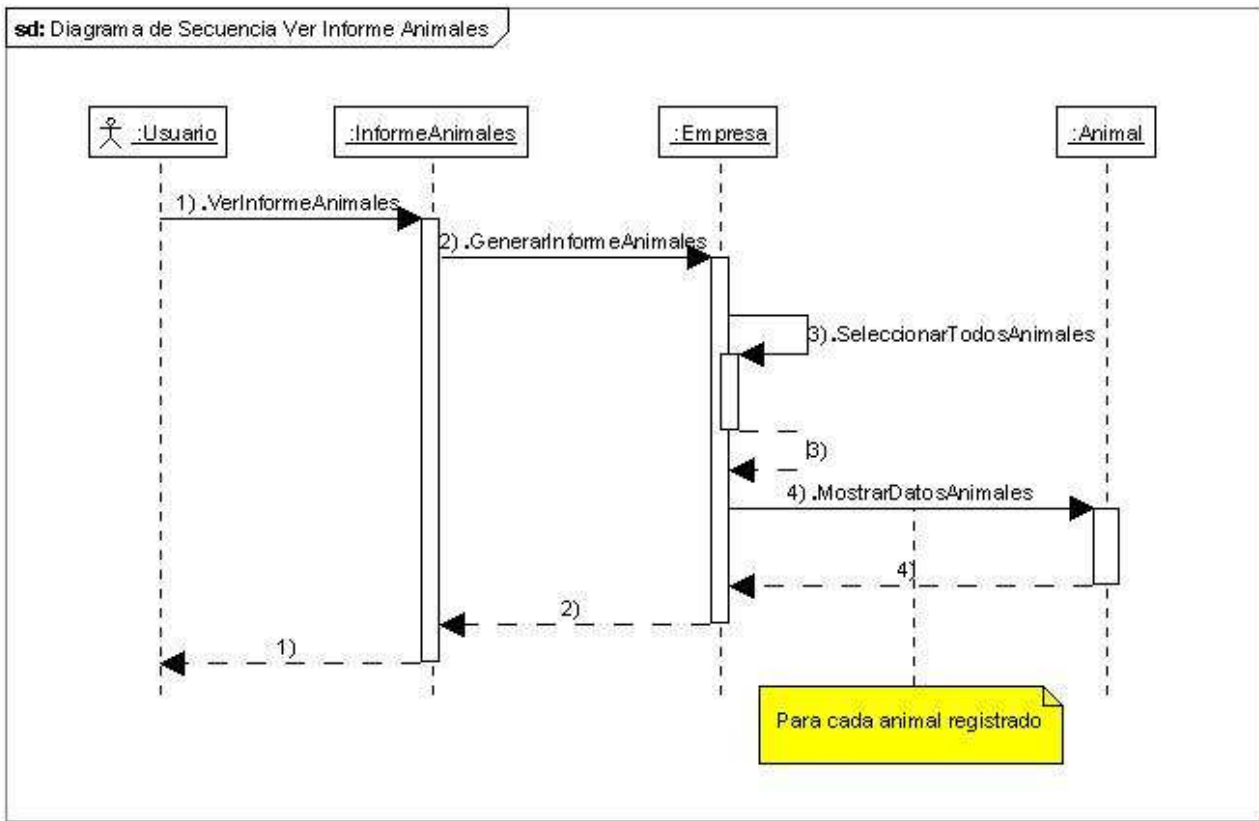 sd: Diagrama de Secuencia Ver Informe Animales
:Usuario
:InformeAnimales
:Empresa
:Animal
1) .VerInformeAnimales
2) .GenerarInformeAnimales
3).SeleccionarTodosAnimales
3)
4) .MostrarDatosAnimales
4)
2)
1)
Para cada animal registrado